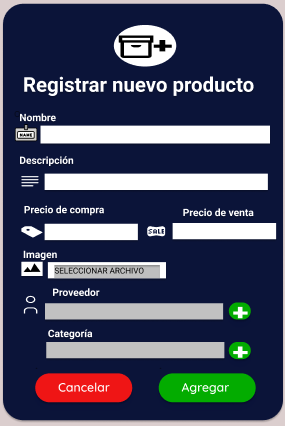 Registrar nuevo producto
Nombre
NAME
Descripción
Precio de compra
Precio de venta
SALE
Imagen
SELECCIONAR ARCHIVO
Proveedor
Categoría
Cancelar
Agregar